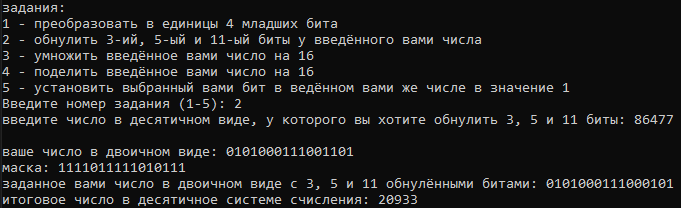 задания:
1 - преобразовать в единицы 4 младших бита
2 - обнулить 3-ий, 5-ый и 11-ый биты у введённого вами числа
3 - умножить введённое вами число на 16
4 - поделить введённое вами число на 16
5 - установить выбранный вами бит в ведённом вами же числе в значение 1
Введите номер задания (1-5): 2
введите число в десятичном виде, у которого вы хотите обнулить 3, 5 и 11 биты: 86477
ваше число в двоичном виде: 0101000111001101
маска: 1111011111010111
заданное вами число в двоичном виде с 3, 5 и 11 обнулёнными битами: 0101000111000101
итоговое число в десятичное системе счисления: 20933